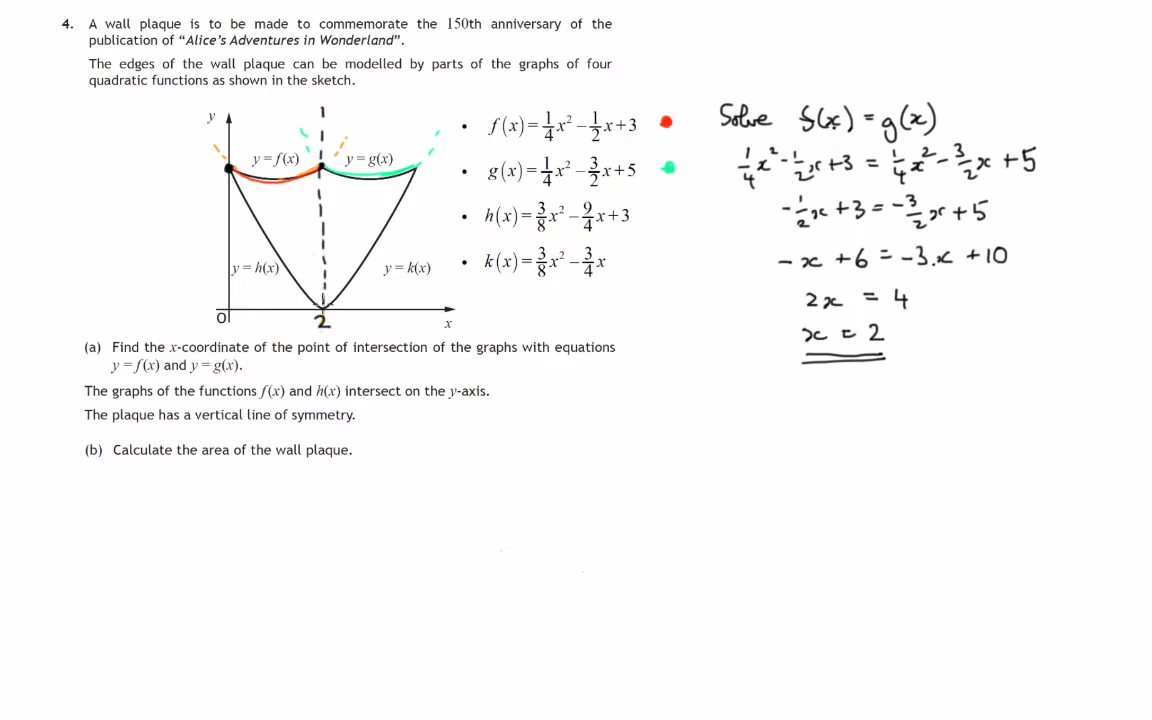 4. A wall plaque is to be made to commemorate the 150th anniversary of the
publication of "Alice's Adventures in Wonderland".
The edges of the wall plaque can be modelled by parts of the graphs of four
quadratic functions as shown in the sketch.
y
y = f(x)
y = g(x)
y = h(x)
y = k(x)
O
2
x
• f(x)=1/4x²−1/2x+3
• g(x)=1/4x²−3/2x+5
• h(x)=3/8x²−9/4x+3
• k(x)=3/8x²−3/4x
(a) Find the x-coordinate of the point of intersection of the graphs with equations
y = f(x) and y = g(x).
The graphs of the functions f(x) and h(x) intersect on the y-axis.
The plaque has a vertical line of symmetry.
(b) Calculate the area of the wall plaque.
Solve f(x) = g(x)
1/4x² - 1/2x + 3 = 1/4x² - 3/2x + 5
-1/2x + 3 = -3/2x + 5
-x + 6 = -3x + 10
2x = 4
x = 2